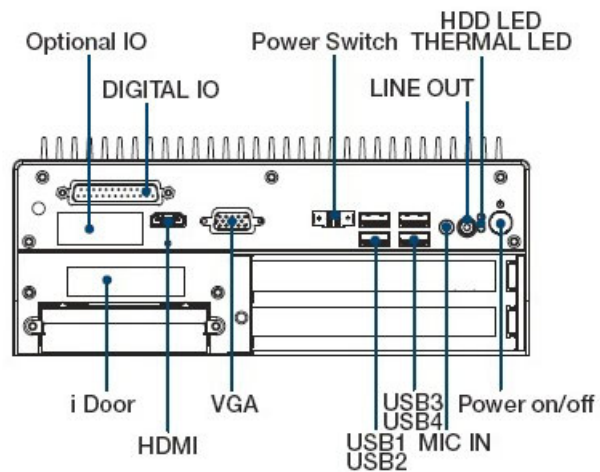 HDD LED
Optional IO
Power Switch
THERMAL LED
DIGITAL IO
LINE OUT
i Door
VGA
USB3
Power on/off
USB4
HDMI
USB1
MIC IN
USB2